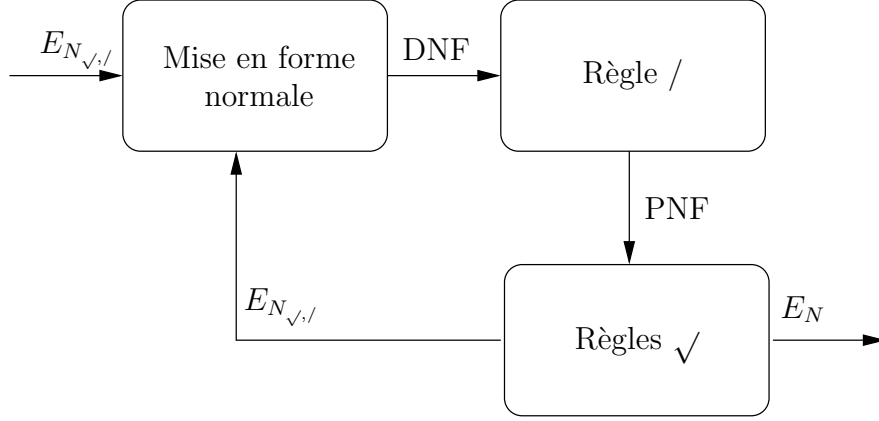 E_{N_{√,/}}
Mise en forme
normale
DNF
Règle /
PNF
E_{N_{√,/}}
Règles √
E_N